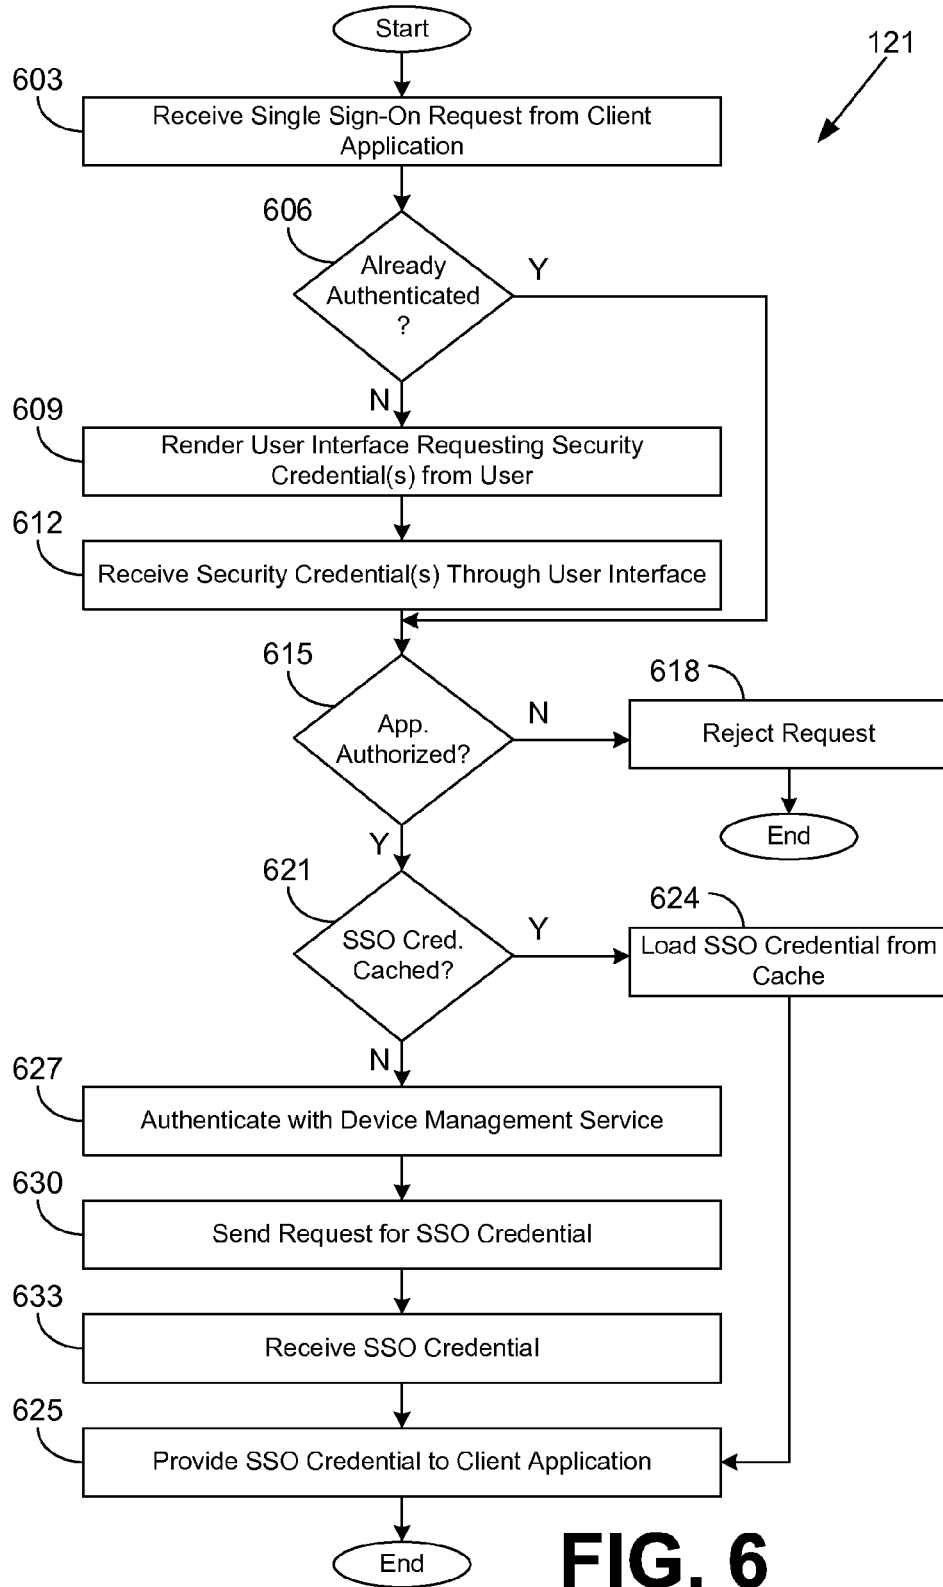 Start
121
603
Receive Single Sign-On Request from Client
Application
606
Already
Authenticated
?
Y
N
609
Render User Interface Requesting Security
Credential(s) from User
612
Receive Security Credential(s) Through User Interface
615
App.
Authorized?
N
618
Reject Request
End
Y
621
SSO Cred.
Cached?
Y
624
Load SSO Credential from
Cache
N
627
Authenticate with Device Management Service
630
Send Request for SSO Credential
633
Receive SSO Credential
625
Provide SSO Credential to Client Application
End
FIG. 6